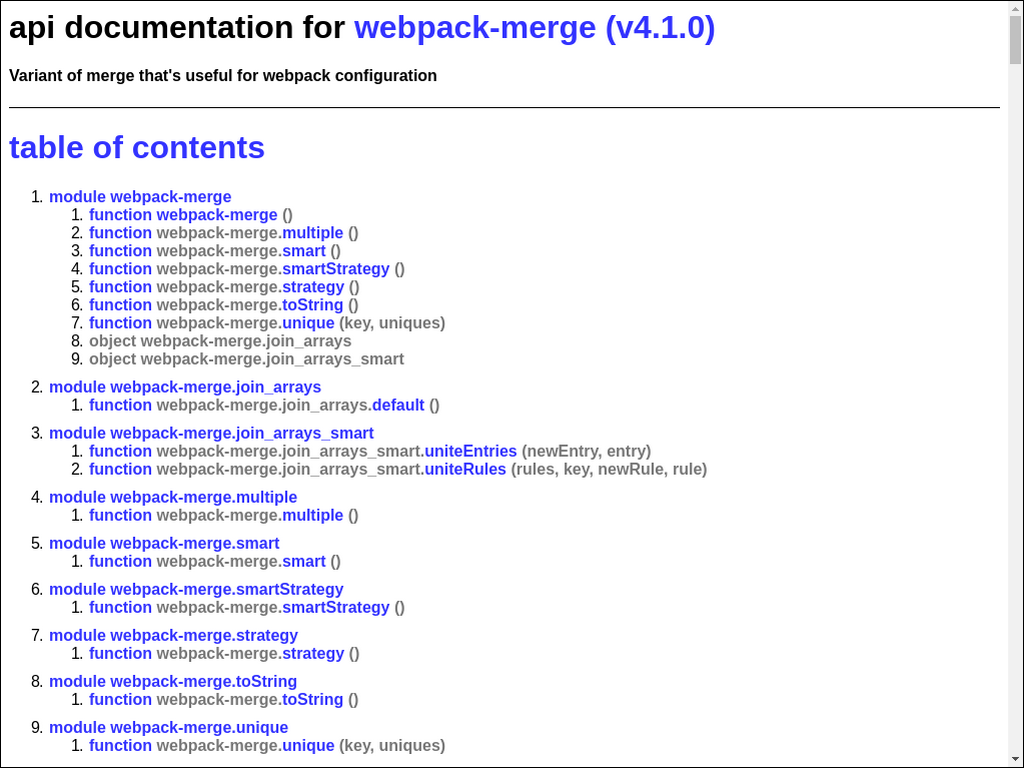 api documentation for webpack-merge (v4.1.0)
Variant of merge that's useful for webpack configuration
table of contents
1. module webpack-merge
1. function webpack-merge ()
2. function webpack-merge.multiple ()
3. function webpack-merge.smart ()
4. function webpack-merge.smartStrategy ()
5. function webpack-merge.strategy ()
6. function webpack-merge.toString ()
7. function webpack-merge.unique (key, uniques)
8. object webpack-merge.join_arrays
9. object webpack-merge.join_arrays_smart
2. module webpack-merge.join_arrays
1. function webpack-merge.join_arrays.default ()
3. module webpack-merge.join_arrays_smart
1. function webpack-merge.join_arrays_smart.uniteEntries (newEntry, entry)
2. function webpack-merge.join_arrays_smart.uniteRules (rules, key, newRule, rule)
4. module webpack-merge.multiple
1. function webpack-merge.multiple ()
5. module webpack-merge.smart
1. function webpack-merge.smart ()
6. module webpack-merge.smartStrategy
1. function webpack-merge.smartStrategy ()
7. module webpack-merge.strategy
1. function webpack-merge.strategy ()
8. module webpack-merge.toString
1. function webpack-merge.toString ()
9. module webpack-merge.unique
1. function webpack-merge.unique (key, uniques)